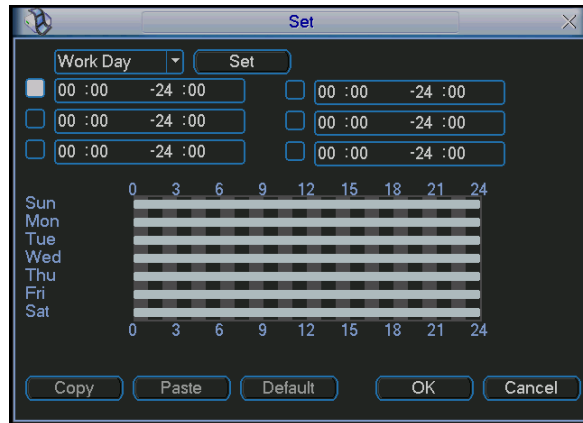 Set
Work Day Set
00 :00 -24 :00 00 :00 -24 :00
00 :00 -24 :00 00 :00 -24 :00
00 :00 -24 :00 00 :00 -24 :00
0 3 6 9 12 15 18 21 24
Sun
Mon
Tue
Wed
Thu
Fri
Sat
0 3 6 9 12 15 18 21 24
Copy Paste Default OK Cancel